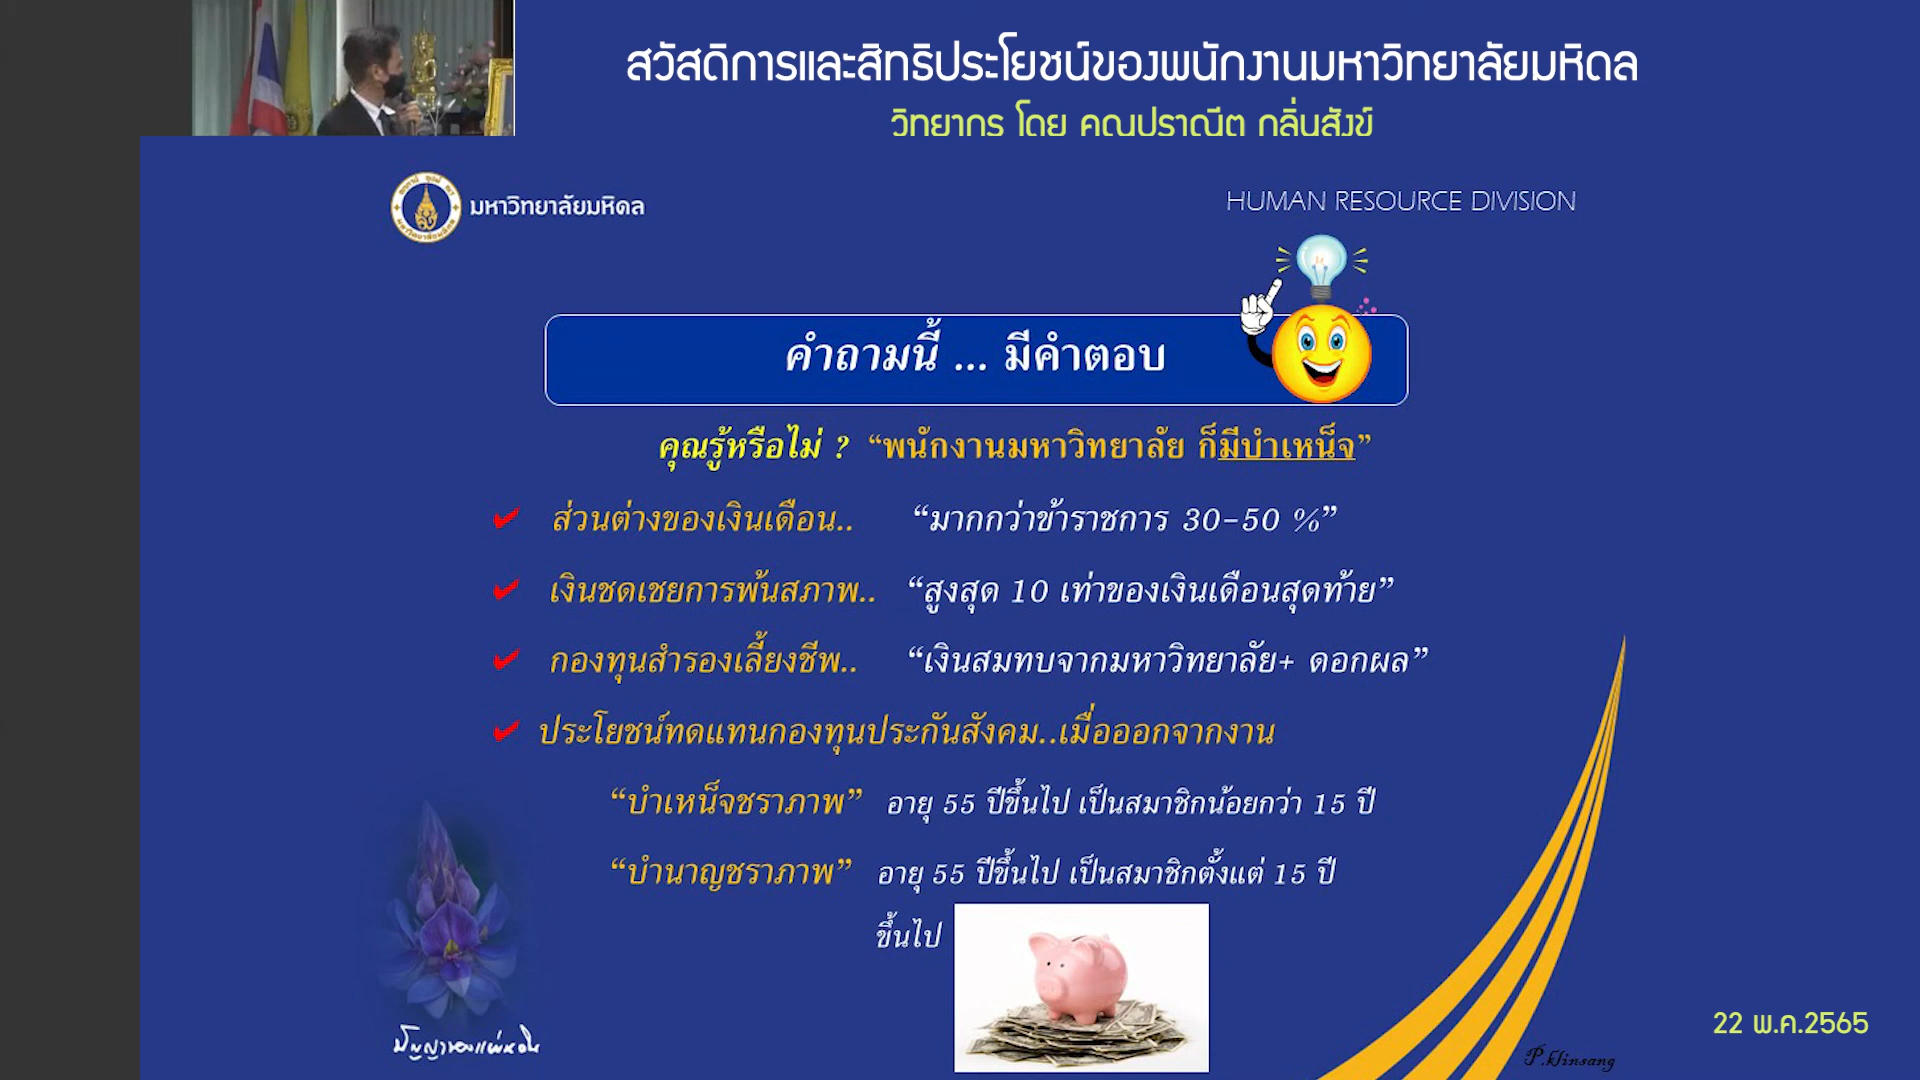 สวัสดิการและสิทธิประโยชน์ของพนักงานมหาวิทยาลัยมหิดล
วิทยากร โดย คุณปราณีต กลิ่นสังข์
มหาวิทยาลัยมหิดล
HUMAN RESOURCE DIVISION
คำถามนี้ ... มีคำตอบ
คุณรู้หรือไม่ ? “พนักงานมหาวิทยาลัย ก็มีบำเหน็จ”
ส่วนต่างของเงินเดือน.. “มากกว่าข้าราชการ 30-50 %”
เงินชดเชยการพ้นสภาพ.. “สูงสุด 10 เท่าของเงินเดือนสุดท้าย”
กองทุนสำรองเลี้ยงชีพ.. “เงินสมทบจากมหาวิทยาลัย+ ดอกผล”
ประโยชน์ทดแทนกองทุนประกันสังคม..เมื่อออกจากงาน
“บำเหน็จชราภาพ” อายุ 55 ปีขึ้นไป เป็นสมาชิกน้อยกว่า 15 ปี
“บำนาญชราภาพ” อายุ 55 ปีขึ้นไป เป็นสมาชิกตั้งแต่ 15 ปี
ขึ้นไป
22 พ.ค.2565
ปัญญาของแผ่นดิน
P.klinsang